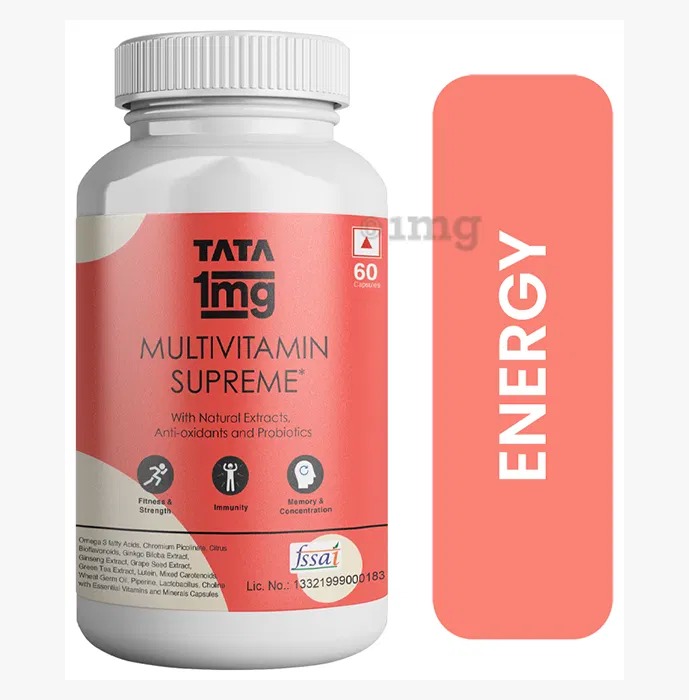 ©1mg
TATA
1mg
60
Capsules
MULTIVITAMIN
SUPREME*
With Natural Extracts,
Anti-oxidants and Probiotics
Fitness &
Strength
Immunity
Memory &
Concentration
Omega 3 fatty Acids, Chromium Picolinate, Citrus
Bioflavonoids, Ginkgo Biloba Extract,
Ginseng Extract, Grape Seed Extract,
Green Tea Extract, Lutein, Mixed Carotenoids
Wheat Germ Oil, Piperine, Lactobacillus, Choline
with Essential Vitamins and Minerals Capsules
fssai
Lic. No.: 13321999000183
ENERGY